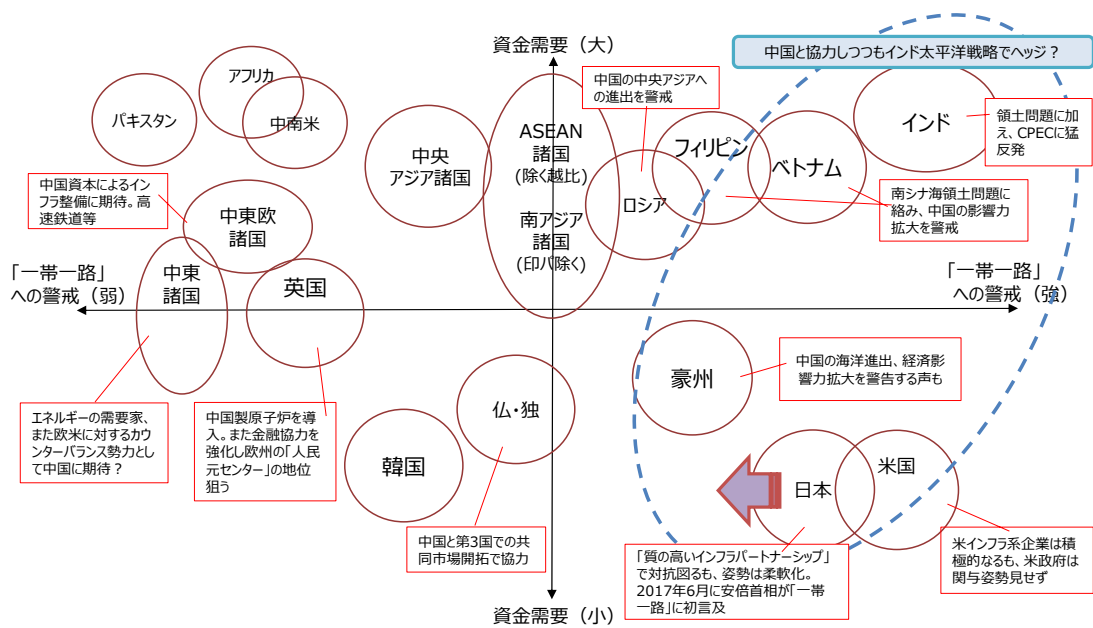 資金需要（大）
中国と協力しつつもインド太平洋戦略でヘッジ？
アフリカ
中南米
パキスタン
中国の中央アジアへ
の進出を警戒
中央
アジア諸国
ASEAN
諸国
(除く越比)
南アジア
諸国
(印パ除く)
ロシア
フィリピン
ベトナム
インド
領土問題に加
え、CPECに猛
反発
中国資本によるイン
フラ整備に期待。高
速鉄道等
中東欧
諸国
南シナ海領土問題に
絡み、中国の影響力
拡大を警戒
「一帯一路」
への警戒（弱）
中東
諸国
英国
「一帯一路」
への警戒（強）
豪州
中国の海洋進出、経済影
響力拡大を警告する声も
エネルギーの需要家、
また欧米に対するカウ
ンターバランス勢力とし
て中国に期待？
中国製原子炉を導
入。また金融協力を
強化し欧州の「人民
元センター」の地位
狙う
仏・独
韓国
日本
米国
中国と第3国での共
同市場開拓で協力
「質の高いインフラパートナーシップ」
で対抗図るも、姿勢は柔軟化。
2017年6月に安倍首相が「一帯
一路」に初言及
米インフラ系企業は積
極的なるも、米政府は
関与姿勢見せず
資金需要（小）